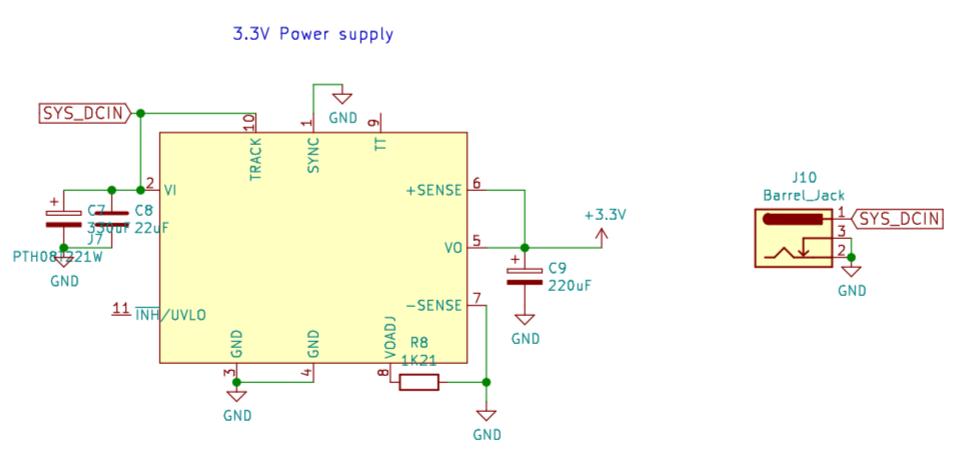 3.3V Power supply
SYS_DCIN
10
1
GND
9
TRACK
SYNC
TT
2
VI
+SENSE
6
+
C7
330uF
C8
22uF
J7
PTH08T221W
GND
VO
5
+3.3V
+
C9
220uF
GND
11
INH/UVLO
-SENSE
7
GND
GND
VOADJ
R8
1K21
3
4
8
GND
GND
J10
Barrel_Jack
1
SYS_DCIN
3
2
GND